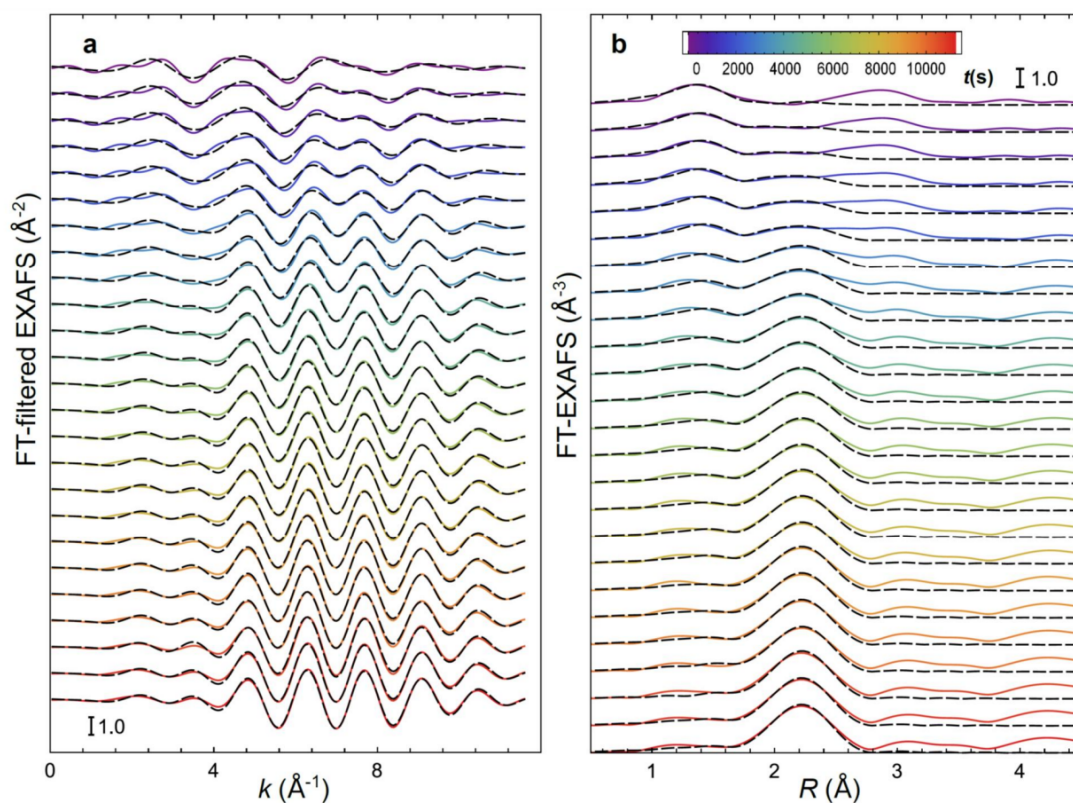 a
FT-filtered EXAFS (Å-2)
1.0
0 4 8
k (Å-1)
b
0 2000 4000 6000 8000 10000
t(s)
1.0
FT-EXAFS (Å-3)
1 2 3 4
R (Å)